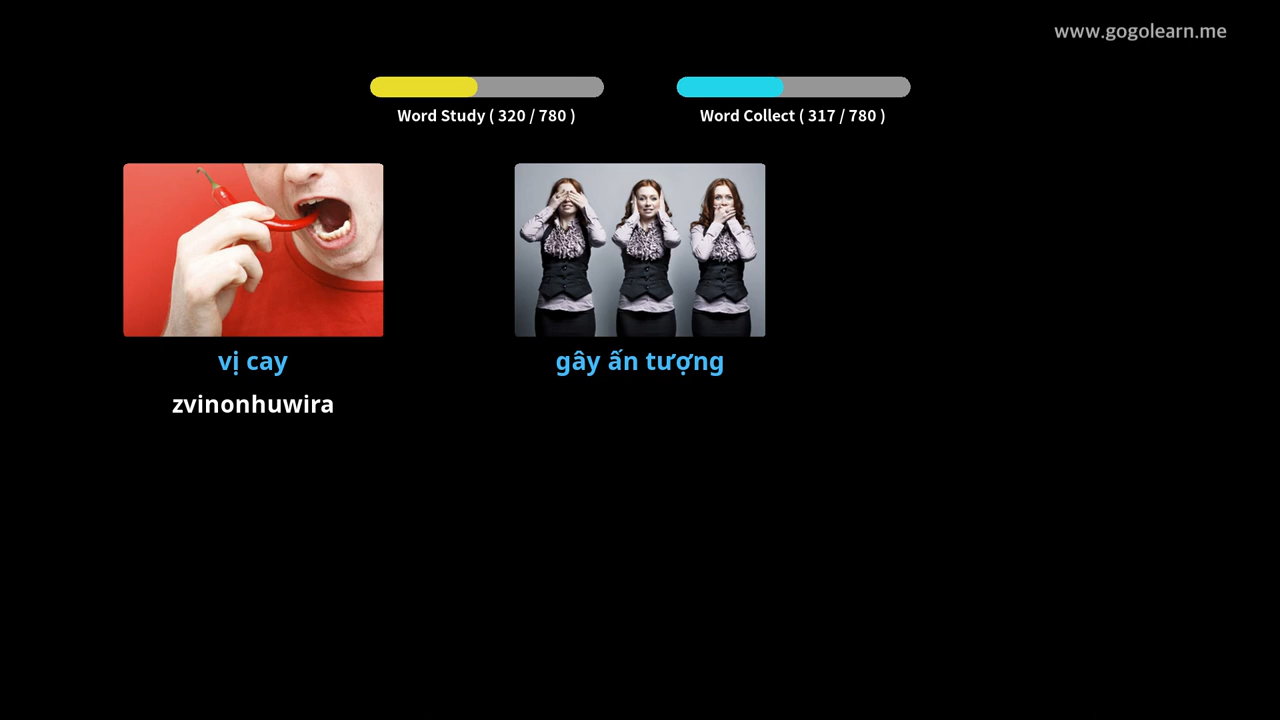 www.gogolearn.me
Word Study ( 320 / 780 )
Word Collect ( 317 / 780 )
vị cay
gây ấn tượng
zvinonhuwira